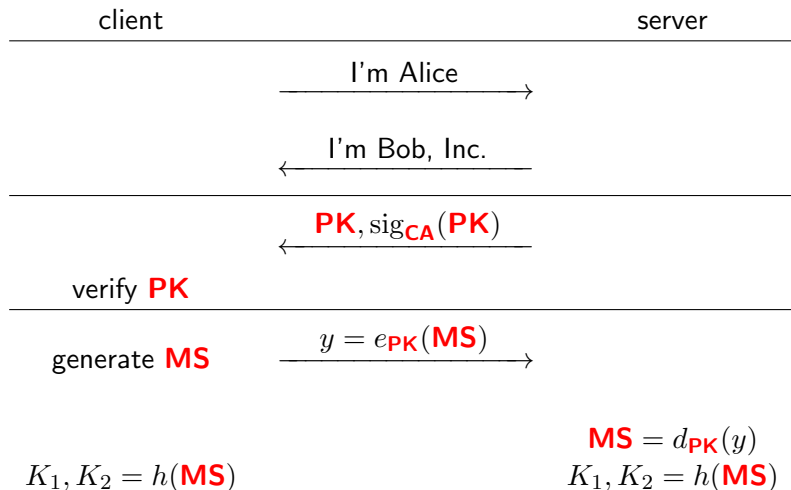 client server
I'm Alice
I'm Bob, Inc.
PK, sig_CA(PK)
verify PK
generate MS y = e_PK(MS)
MS = d_PK(y)
K_1, K_2 = h(MS) K_1, K_2 = h(MS)